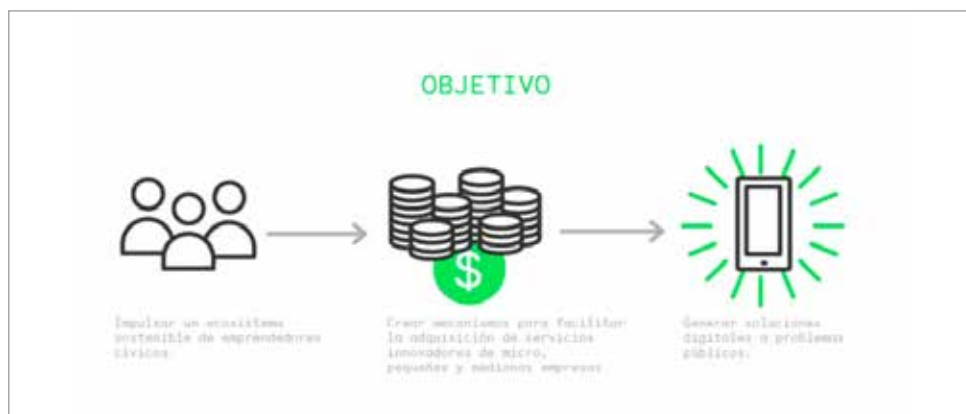 OBJETIVO
$
Impulsar un ecosistema
sostenible de emprendedores
cívicos.
Crear mecanismos para facilitar
la adquisición de servicios
innovadores de micro,
pequeñas y medianas empresas
Generar soluciones
digitales a problemas
públicos.